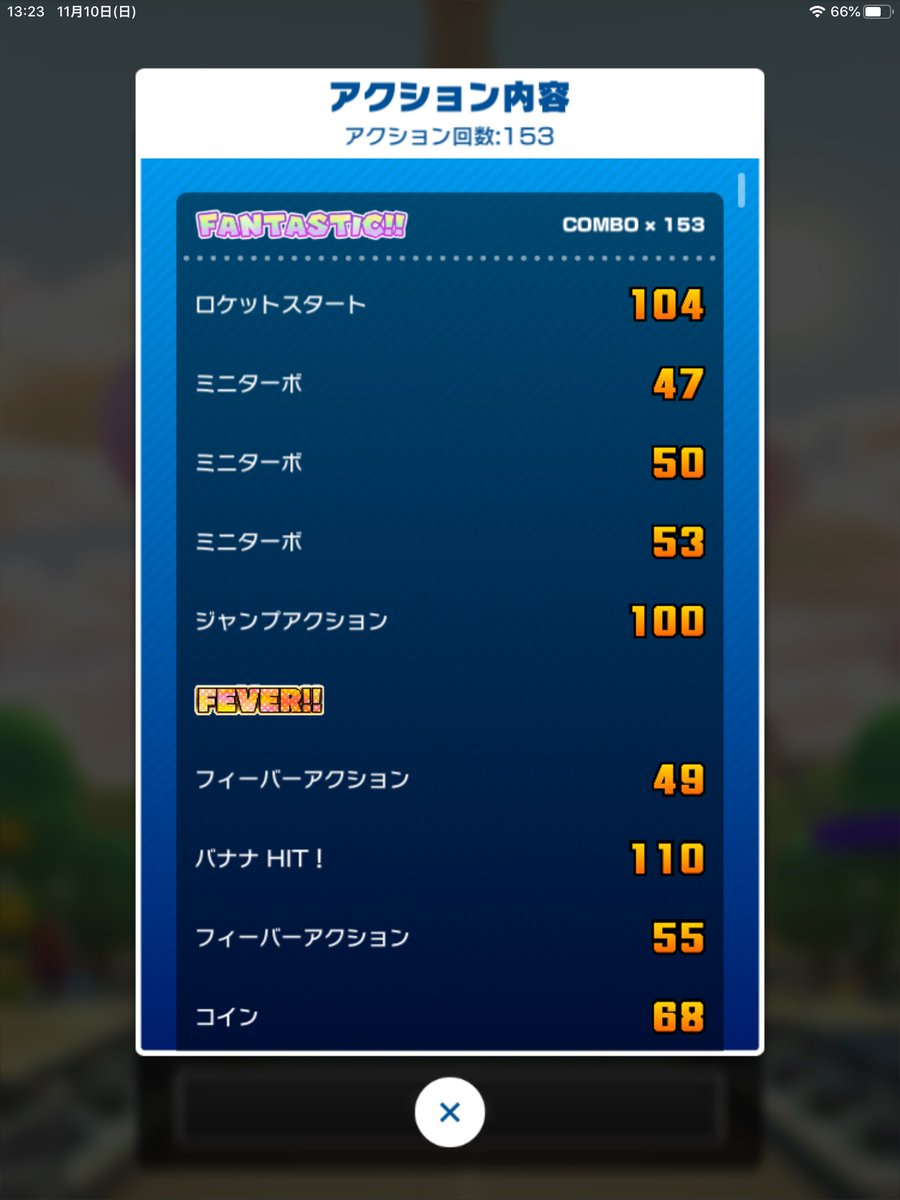 13:23 11月10日(日) 66%
アクション内容
アクション回数:153
FANTASTIC!! COMBO × 153
ロケットスタート 104
ミニターボ 47
ミニターボ 50
ミニターボ 53
ジャンプアクション 100
FEVER!!
フィーバーアクション 49
バナナ HIT！ 110
フィーバーアクション 55
コイン 68